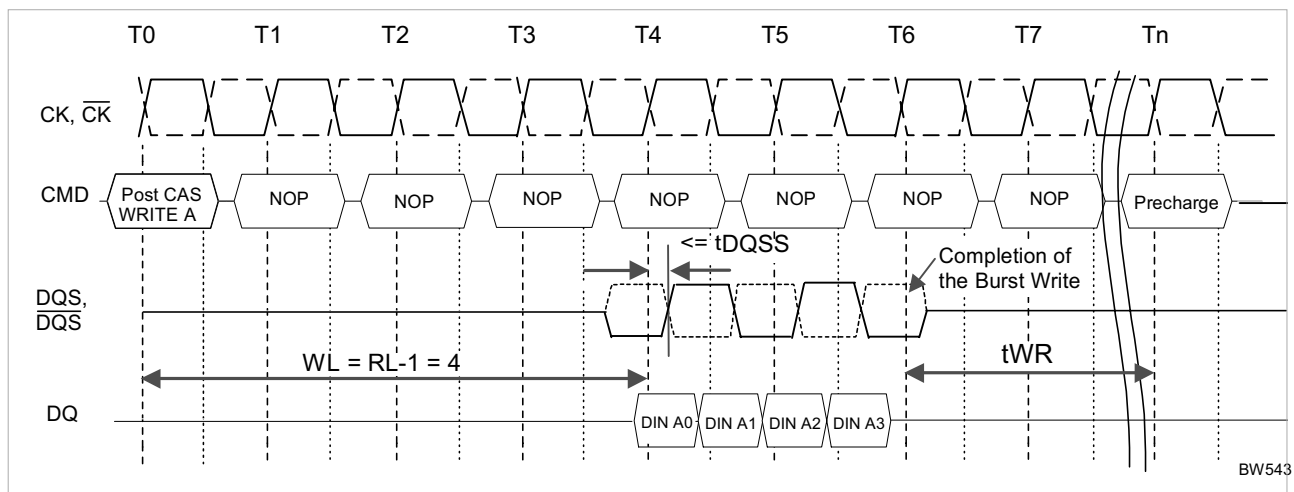 T0 T1 T2 T3 T4 T5 T6 T7 Tn
CK, CK
CMD
Post CAS
WRITE A
NOP
NOP
NOP
NOP
NOP
NOP
NOP
Precharge
<= tDQSS
Completion of
the Burst Write
DQS,
DQS
WL = RL-1 = 4
tWR
DQ
DIN A0
DIN A1
DIN A2
DIN A3
BW543